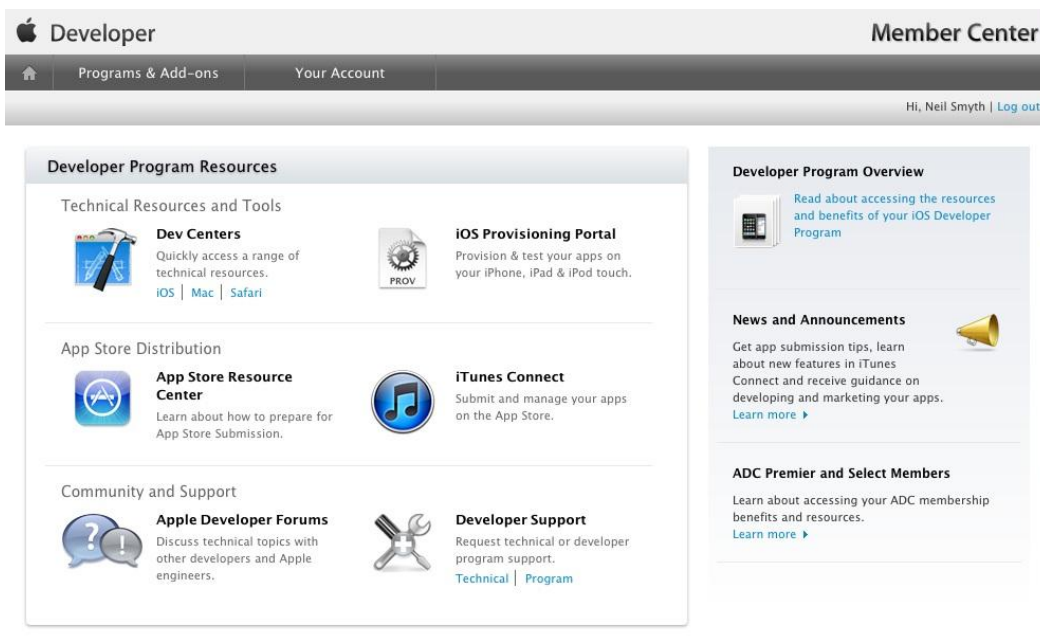 Developer
Member Center
Programs & Add-ons
Your Account
Hi, Neil Smyth | Log out
Developer Program Resources
Technical Resources and Tools
Dev Centers
Quickly access a range of
technical resources.
iOS | Mac | Safari
PROV
iOS Provisioning Portal
Provision & test your apps on
your iPhone, iPad & iPod touch.
App Store Distribution
App Store Resource
Center
Learn about how to prepare for
App Store Submission.
iTunes Connect
Submit and manage your apps
on the App Store.
Community and Support
Apple Developer Forums
Discuss technical topics with
other developers and Apple
engineers.
Developer Support
Request technical or developer
program support.
Technical | Program
Developer Program Overview
Read about accessing the resources
and benefits of your iOS Developer
Program
News and Announcements
Get app submission tips, learn
about new features in iTunes
Connect and receive guidance on
developing and marketing your apps.
Learn more
ADC Premier and Select Members
Learn about accessing your ADC membership
benefits and resources.
Learn more